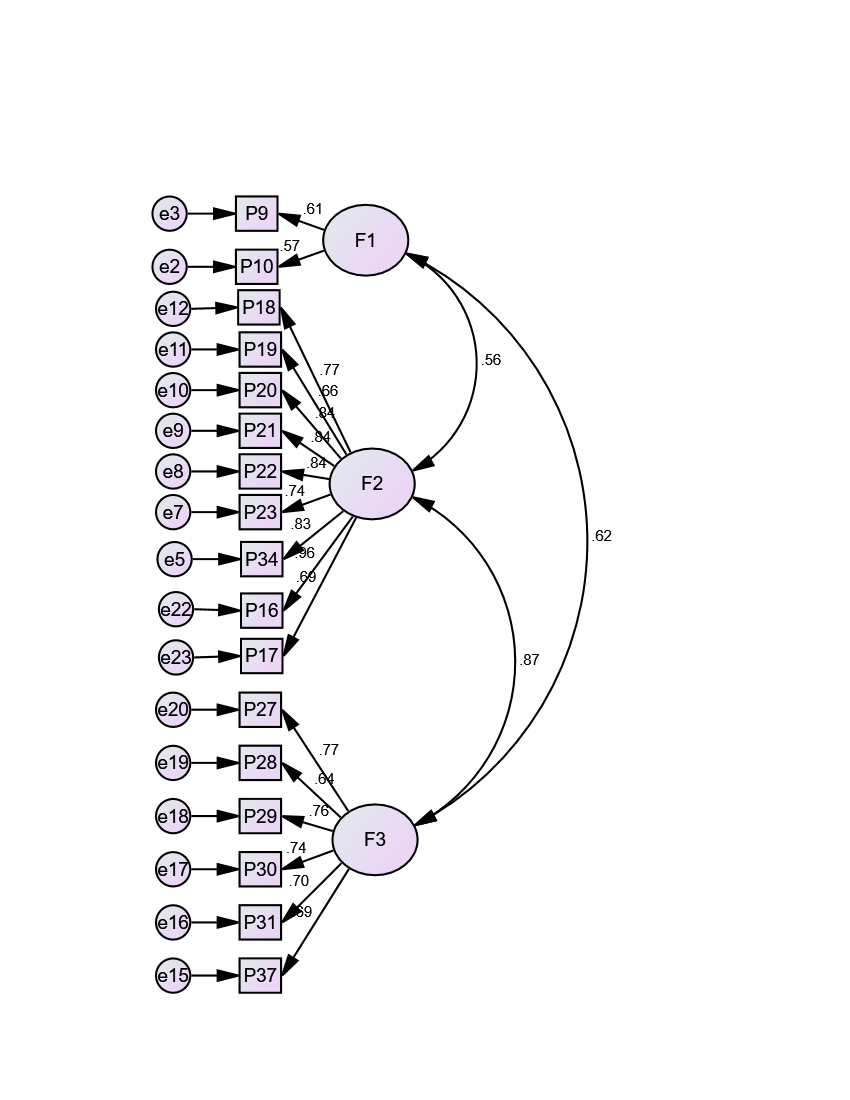 e3 P9 .61 F1
e2 P10 .57
e12 P18 .77
e11 P19 .66
e10 P20 .84
e9 P21 .84
e8 P22 .84 F2
e7 P23 .74
e5 P34 .83
e22 P16 .96
e23 P17 .69
.56
.62
.87
e20 P27 .77
e19 P28 .64
e18 P29 .76 F3
e17 P30 .74
e16 P31 .70
e15 P37 .69